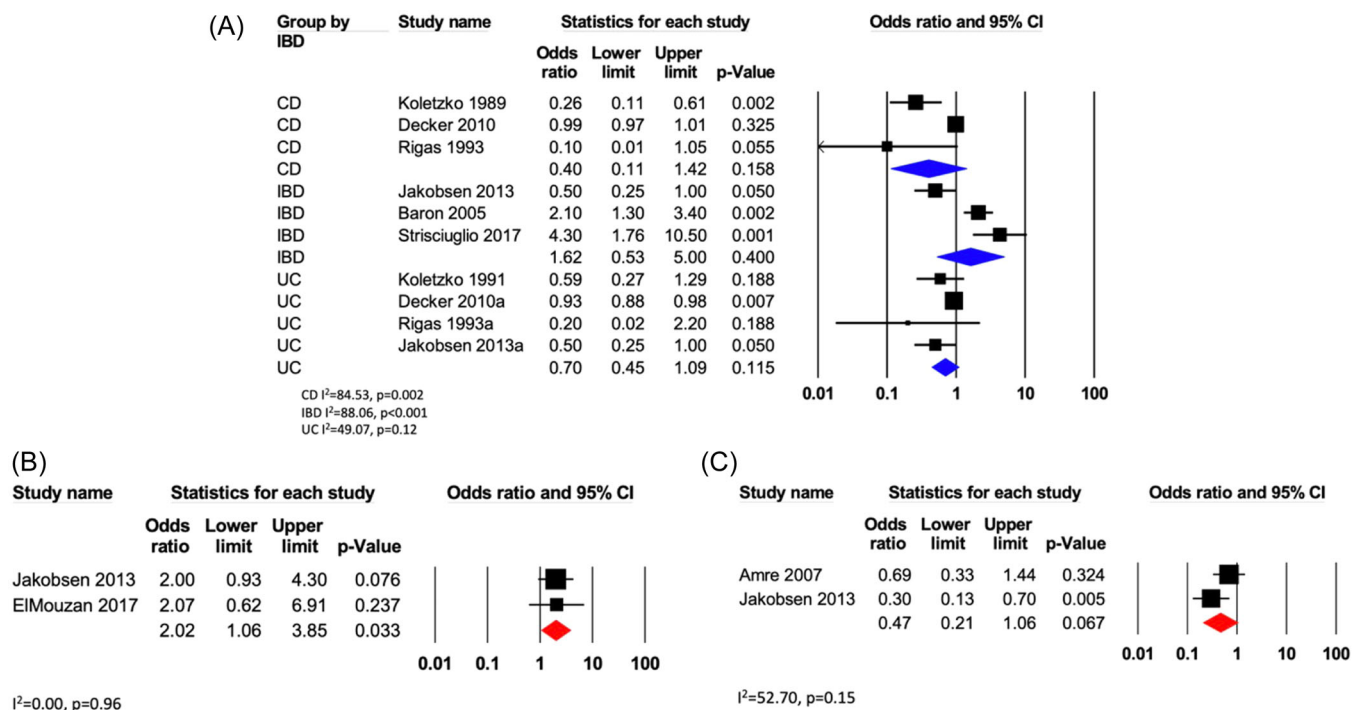 (A)
Group by IBD Study name Statistics for each study Odds ratio and 95% CI
Odds ratio Lower limit Upper limit p-Value
CD Koletzko 1989 0.26 0.11 0.61 0.002
CD Decker 2010 0.99 0.97 1.01 0.325
CD Rigas 1993 0.10 0.01 1.05 0.055
CD 0.40 0.11 1.42 0.158
IBD Jakobsen 2013 0.50 0.25 1.00 0.050
IBD Baron 2005 2.10 1.30 3.40 0.002
IBD Strisciuglio 2017 4.30 1.76 10.50 0.001
IBD 1.62 0.53 5.00 0.400
UC Koletzko 1991 0.59 0.27 1.29 0.188
UC Decker 2010a 0.93 0.88 0.98 0.007
UC Rigas 1993a 0.20 0.02 2.20 0.188
UC Jakobsen 2013a 0.50 0.25 1.00 0.050
UC 0.70 0.45 1.09 0.115
0.01 0.1 1 10 100
CD I²=84.53, p=0.002
IBD I²=88.06, p<0.001
UC I²=49.07, p=0.12
(B)
Study name Statistics for each study Odds ratio and 95% CI
Odds ratio Lower limit Upper limit p-Value
Jakobsen 2013 2.00 0.93 4.30 0.076
ElMouzan 2017 2.07 0.62 6.91 0.237
2.02 1.06 3.85 0.033
0.01 0.1 1 10 100
I²=0.00, p=0.96
(C)
Study name Statistics for each study Odds ratio and 95% CI
Odds ratio Lower limit Upper limit p-Value
Amre 2007 0.69 0.33 1.44 0.324
Jakobsen 2013 0.30 0.13 0.70 0.005
0.47 0.21 1.06 0.067
0.01 0.1 1 10 100
I²=52.70, p=0.15